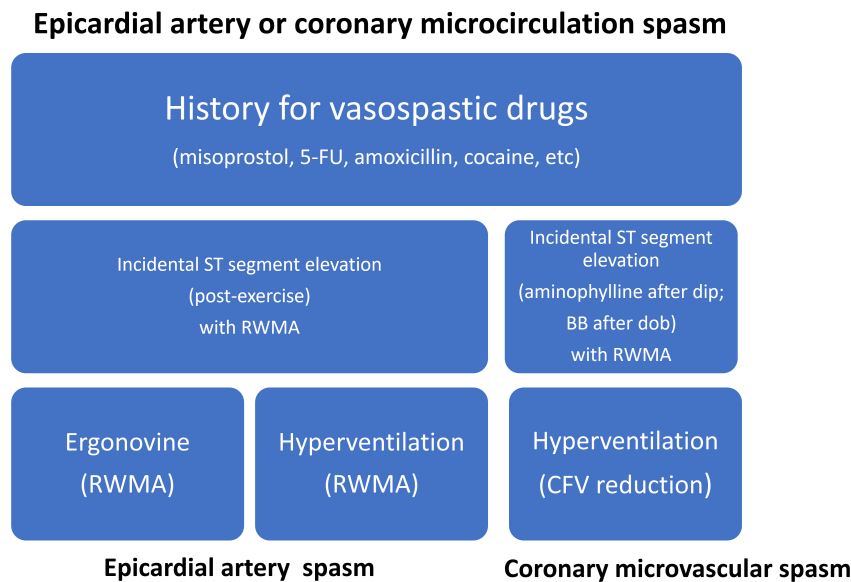 Epicardial artery or coronary microcirculation spasm
History for vasospastic drugs
(misoprostol, 5-FU, amoxicillin, cocaine, etc)
Incidental ST segment elevation
(post-exercise)
with RWMA
Incidental ST segment
elevation
(aminophylline after dip;
BB after dob)
with RWMA
Ergonovine
(RWMA)
Hyperventilation
(RWMA)
Hyperventilation
(CFV reduction)
Epicardial artery spasm
Coronary microvascular spasm